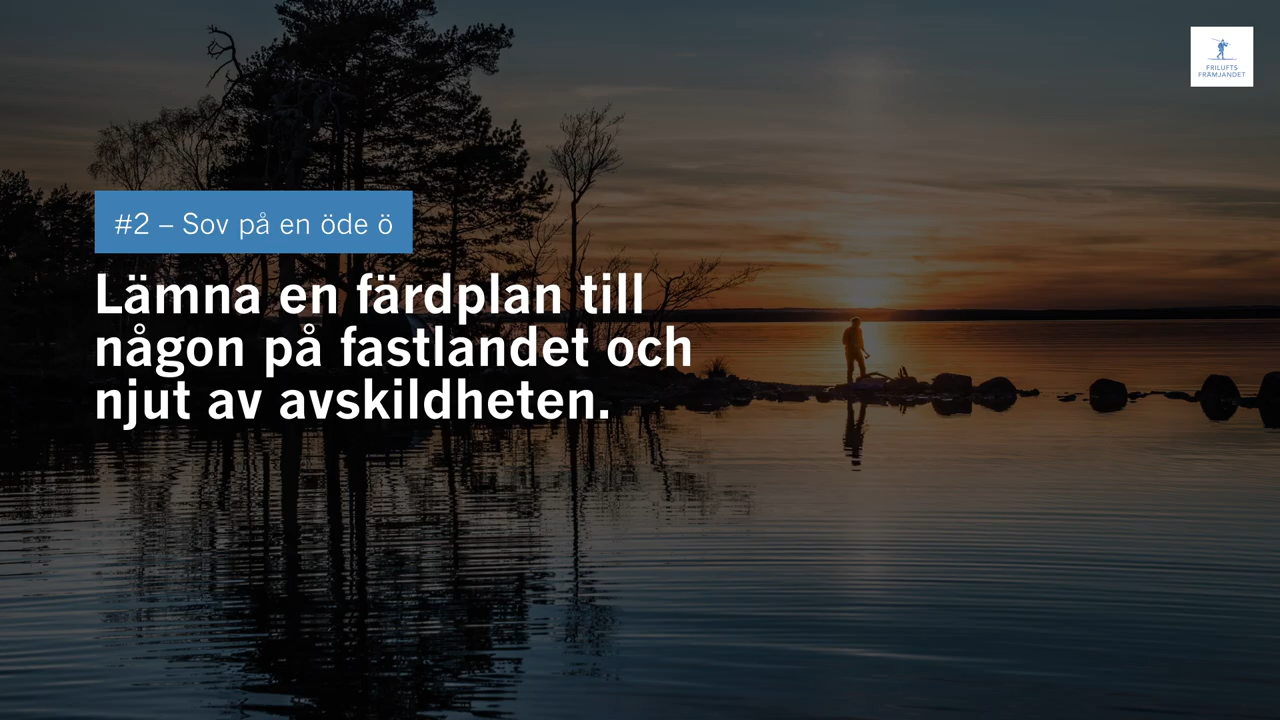 FRILUFTS
FRÄMJANDET
#2 – Sov på en öde ö
Lämna en färdplan till
någon på fastlandet och
njut av avskildheten.